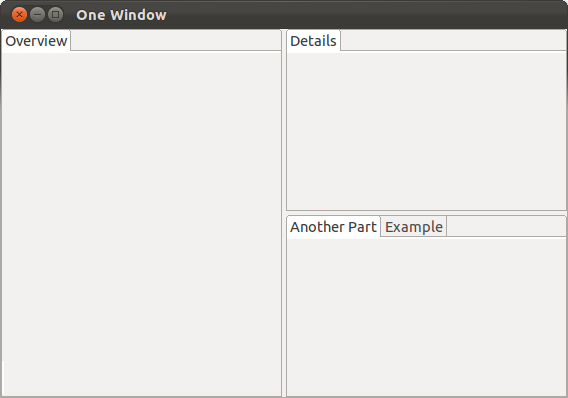 One Window
Overview
Details
Another Part
Example